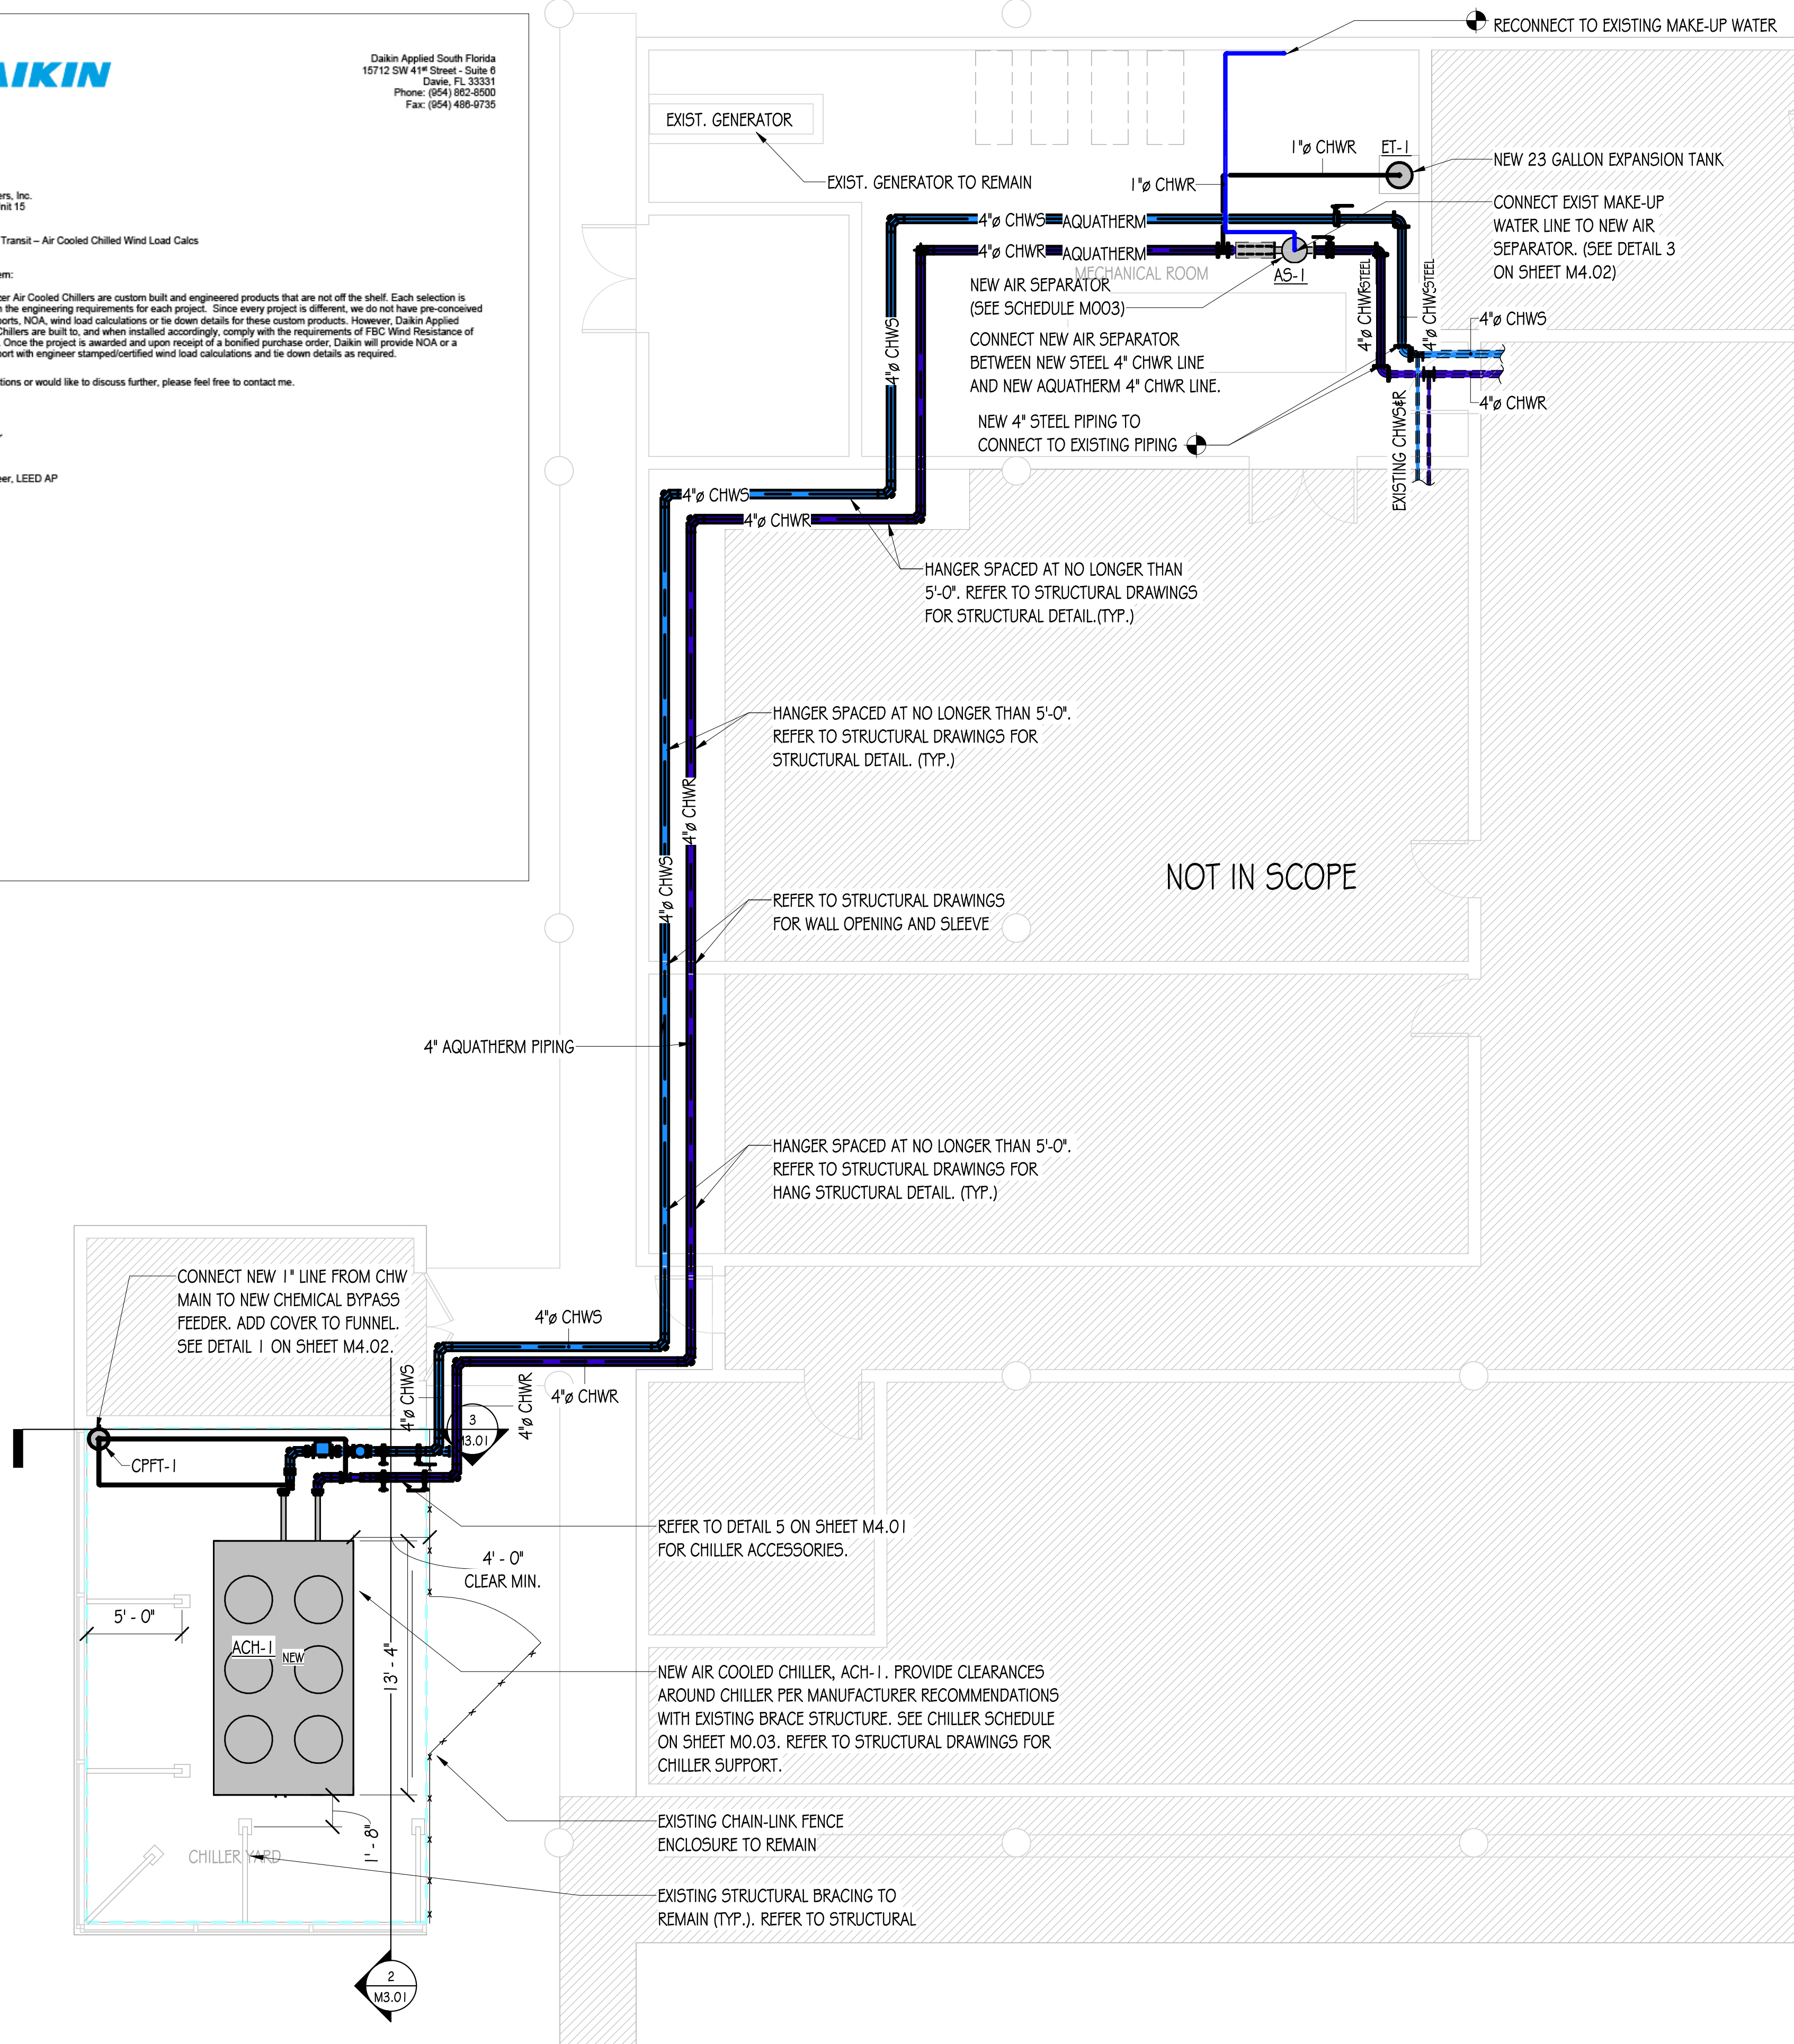 AIKIN
Daikin Applied South Florida
15712 SW 41st Street - Suite 6
Davie, FL 33331
Phone: (954) 862-8500
Fax: (954) 486-9735
ers, Inc.
nit 15
Transit – Air Cooled Chilled Wind Load Calcs
ern:
zer Air Cooled Chillers are custom built and engineered products that are not off the shelf. Each selection is
n the engineering requirements for each project. Since every project is different, we do not have pre-conceived
ports, NOA, wind load calculations or tie down details for these custom products. However, Daikin Applied
Chillers are built to, and when installed accordingly, comply with the requirements of FBC Wind Resistance of
. Once the project is awarded and upon receipt of a bonified purchase order, Daikin will provide NOA or a
port with engineer stamped/certified wind load calculations and tie down details as required.
tions or would like to discuss further, please feel free to contact me.
eer, LEED AP
RECONNECT TO EXISTING MAKE-UP WATER
EXIST. GENERATOR
EXIST. GENERATOR TO REMAIN
1"ø CHWR
ET-1
NEW 23 GALLON EXPANSION TANK
1"ø CHWR
CONNECT EXIST MAKE-UP
WATER LINE TO NEW AIR
SEPARATOR. (SEE DETAIL 3
ON SHEET M4.02)
4"ø CHWS
AQUATHERM
4"ø CHWR
AQUATHERM
MECHANICAL ROOM
AS-1
NEW AIR SEPARATOR
(SEE SCHEDULE M003)
CONNECT NEW AIR SEPARATOR
BETWEEN NEW STEEL 4" CHWR LINE
AND NEW AQUATHERM 4" CHWR LINE.
4"ø CHWR
STEEL
4"ø CHWS
STEEL
4"ø CHWS
4"ø CHWR
4"ø CHWS
NEW 4" STEEL PIPING TO
CONNECT TO EXISTING PIPING
EXISTING CHWS&R
4"ø CHWS
4"ø CHWR
HANGER SPACED AT NO LONGER THAN
5'-0". REFER TO STRUCTURAL DRAWINGS
FOR STRUCTURAL DETAIL.(TYP.)
HANGER SPACED AT NO LONGER THAN 5'-0".
REFER TO STRUCTURAL DRAWINGS FOR
STRUCTURAL DETAIL. (TYP.)
4"ø CHWR
4"ø CHWS
NOT IN SCOPE
REFER TO STRUCTURAL DRAWINGS
FOR WALL OPENING AND SLEEVE
4" AQUATHERM PIPING
HANGER SPACED AT NO LONGER THAN 5'-0".
REFER TO STRUCTURAL DRAWINGS FOR
HANG STRUCTURAL DETAIL. (TYP.)
CONNECT NEW 1" LINE FROM CHW
MAIN TO NEW CHEMICAL BYPASS
FEEDER. ADD COVER TO FUNNEL.
SEE DETAIL 1 ON SHEET M4.02.
4"ø CHWS
4"ø CHWR
4"ø CHWS
4"ø CHWR
3
M3.01
CPFT-1
REFER TO DETAIL 5 ON SHEET M4.01
FOR CHILLER ACCESSORIES.
4' - 0"
CLEAR MIN.
5' - 0"
ACH-1
NEW
13' - 4"
NEW AIR COOLED CHILLER, ACH-1. PROVIDE CLEARANCES
AROUND CHILLER PER MANUFACTURER RECOMMENDATIONS
WITH EXISTING BRACE STRUCTURE. SEE CHILLER SCHEDULE
ON SHEET M0.03. REFER TO STRUCTURAL DRAWINGS FOR
CHILLER SUPPORT.
EXISTING CHAIN-LINK FENCE
ENCLOSURE TO REMAIN
1' - 8"
CHILLER YARD
EXISTING STRUCTURAL BRACING TO
REMAIN (TYP.). REFER TO STRUCTURAL
2
M3.01